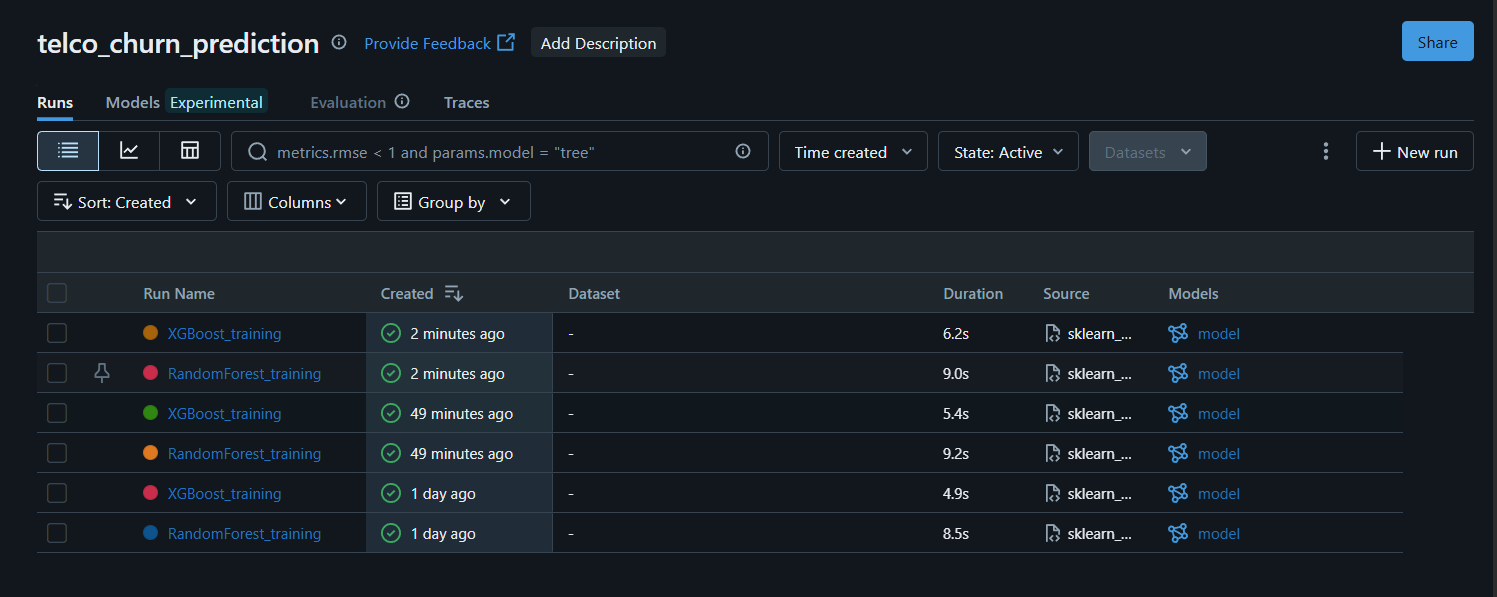 telco_churn_prediction Provide Feedback Add Description Share
Runs Models Experimental Evaluation Traces
metrics.rmse < 1 and params.model = "tree" Time created State: Active Datasets New run
Sort: Created Columns Group by
Run Name Created Dataset Duration Source Models
XGBoost_training 2 minutes ago - 6.2s sklearn_... model
RandomForest_training 2 minutes ago - 9.0s sklearn_... model
XGBoost_training 49 minutes ago - 5.4s sklearn_... model
RandomForest_training 49 minutes ago - 9.2s sklearn_... model
XGBoost_training 1 day ago - 4.9s sklearn_... model
RandomForest_training 1 day ago - 8.5s sklearn_... model